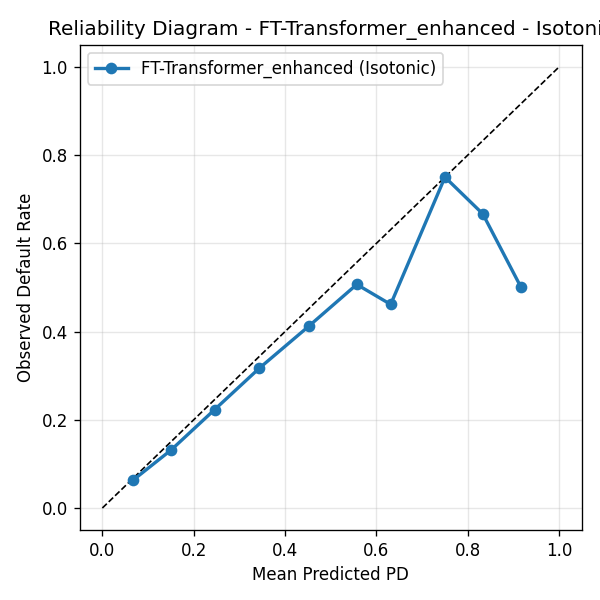 Reliability Diagram - FT-Transformer_enhanced - Isotoni
FT-Transformer_enhanced (Isotonic)
1.0
0.8
0.6
0.4
0.2
0.0
Observed Default Rate
0.0 0.2 0.4 0.6 0.8 1.0
Mean Predicted PD